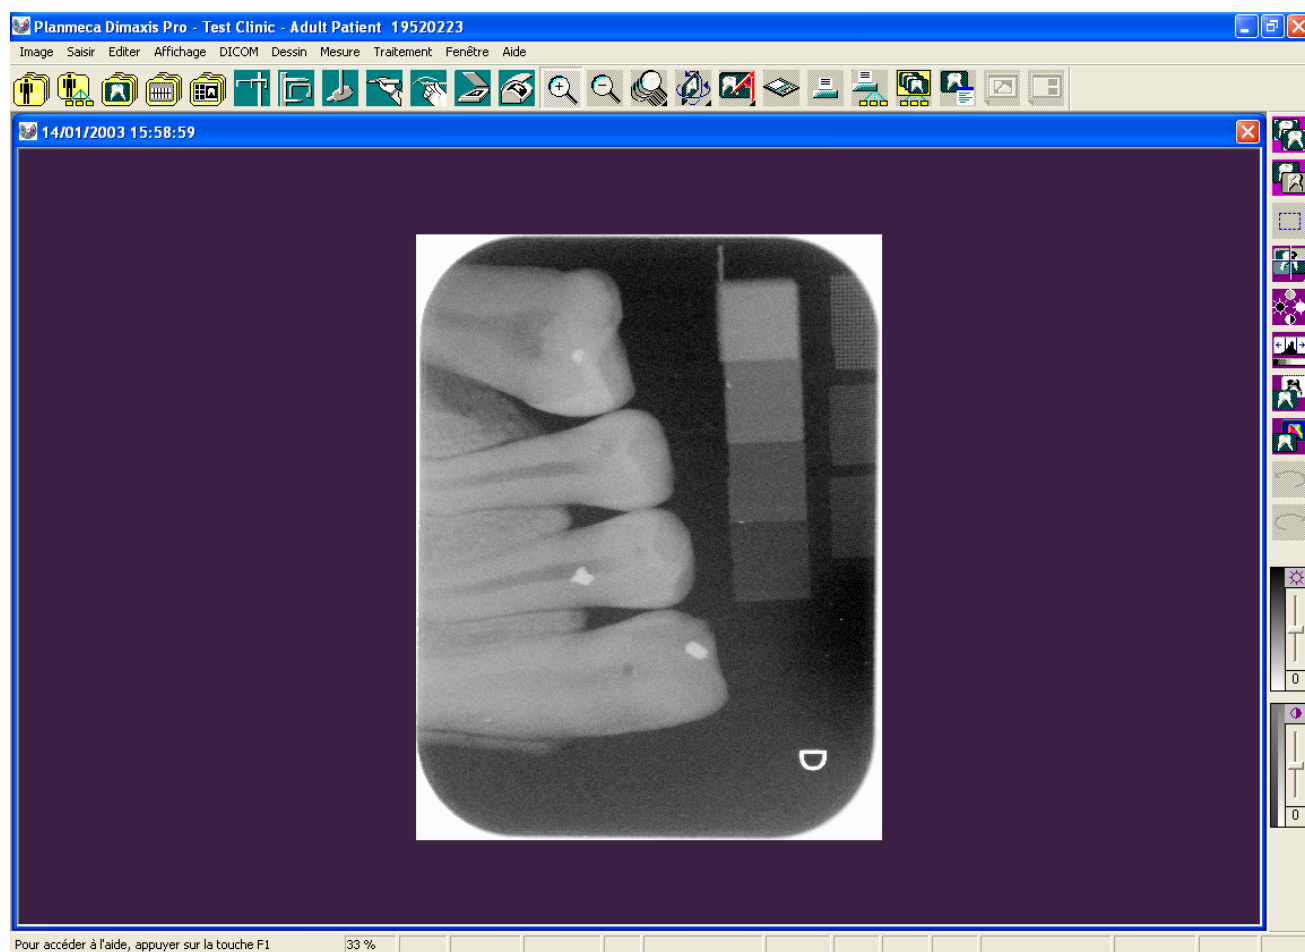 Planmeca Dimaxis Pro - Test Clinic - Adult Patient 19520223
Image Saisir Editer Affichage DICOM Dessin Mesure Traitement Fenêtre Aide
14/01/2003 15:58:59
D
0
0
Pour accéder à l'aide, appuyer sur la touche F1 33 %